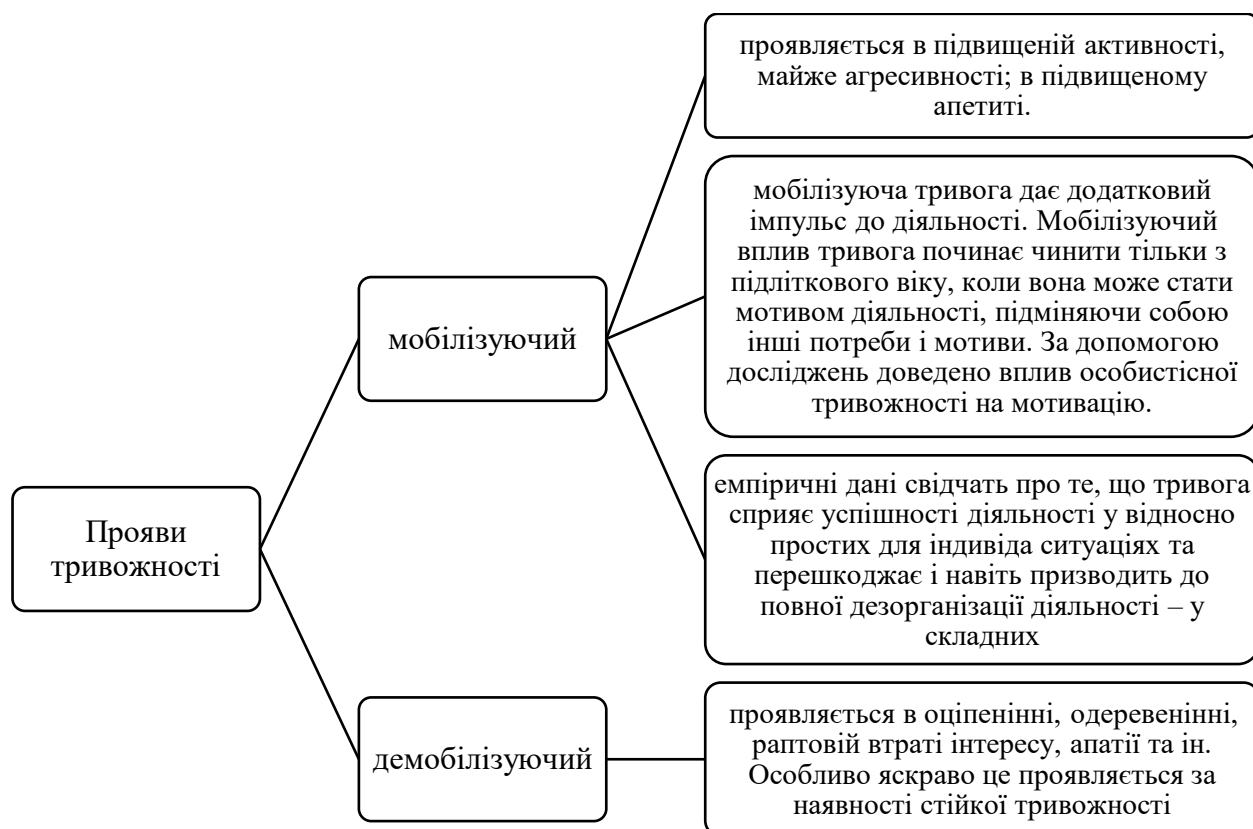 Прояви
тривожності
мобілізуючий
проявляється в підвищеній активності,
майже агресивності; в підвищеному
апетиті.
мобілізуюча тривога дає додатковий
імпульс до діяльності. Мобілізуючий
вплив тривога починає чинити тільки з
підліткового віку, коли вона може стати
мотивом діяльності, підміняючи собою
інші потреби і мотиви. За допомогою
досліджень доведено вплив особистісної
тривожності на мотивацію.
емпіричні дані свідчать про те, що тривога
сприяє успішності діяльності у відносно
простих для індивіда ситуаціях та
перешкоджає і навіть призводить до
повної дезорганізації діяльності – у
складних
демобілізуючий
проявляється в оціпенінні, одеревенінні,
раптовій втраті інтересу, апатії та ін.
Особливо яскраво це проявляється за
наявності стійкої тривожності